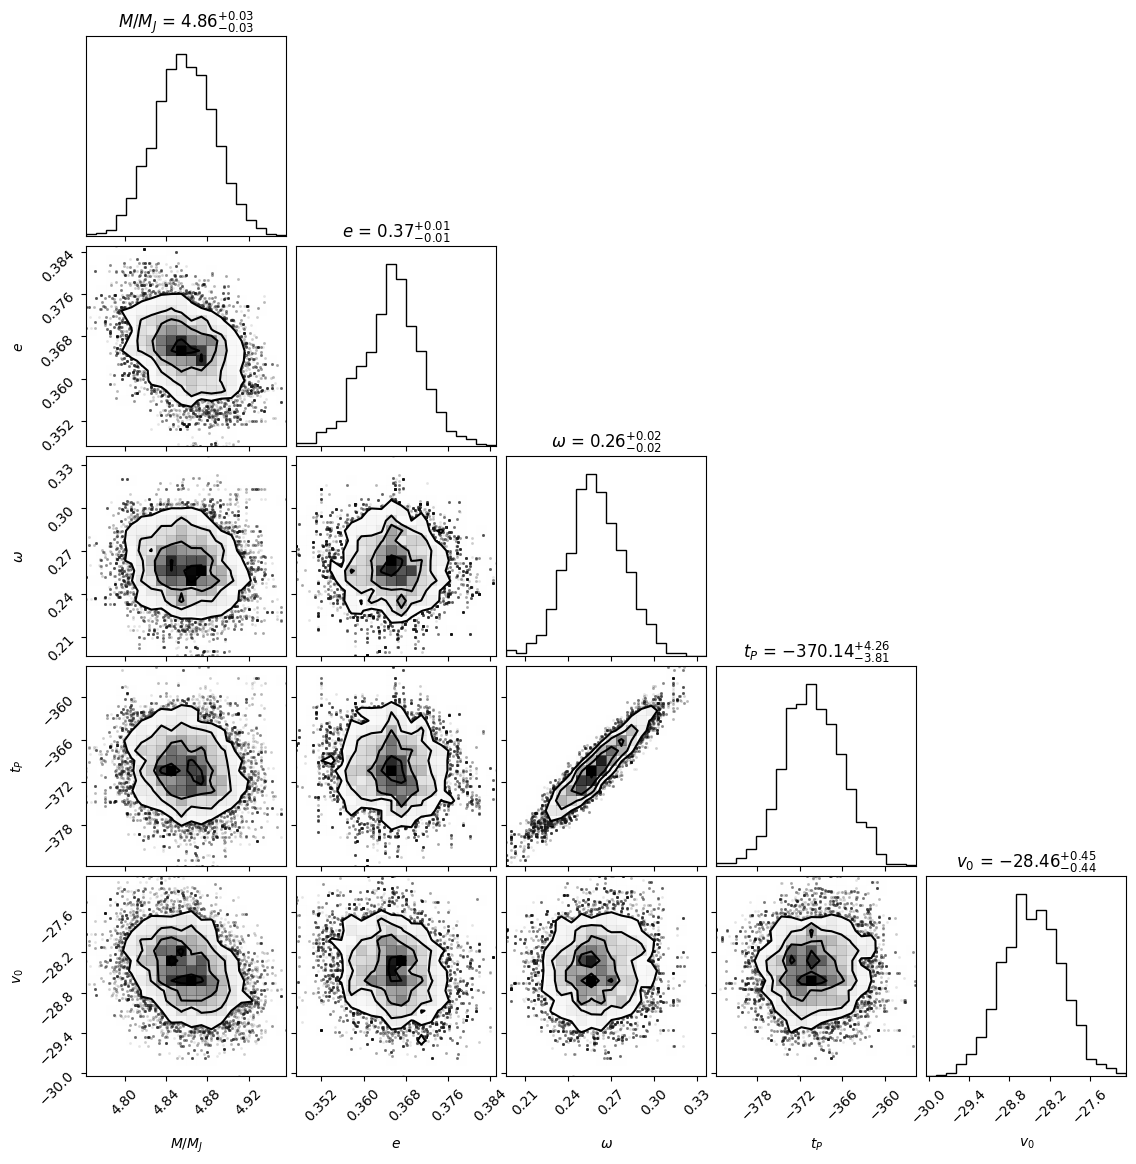 M/M_J = 4.86^{+0.03}_{-0.03}
e = 0.37^{+0.01}_{-0.01}
0.384
0.376
0.368
0.360
0.352
e
ω = 0.26^{+0.02}_{-0.02}
0.33
0.30
0.27
0.24
0.21
ω
t_P = −370.14^{+4.26}_{-3.81}
−360
−366
−372
−378
t_P
v_0 = −28.46^{+0.45}_{-0.44}
−27.6
−28.2
−28.8
−29.4
−30.0
v_0
4.80 4.84 4.88 4.92 0.352 0.360 0.368 0.376 0.384 0.21 0.24 0.27 0.30 0.33 −378 −372 −366 −360 −30.0 −29.4 −28.8 −28.2 −27.6
M/M_J e ω t_P v_0